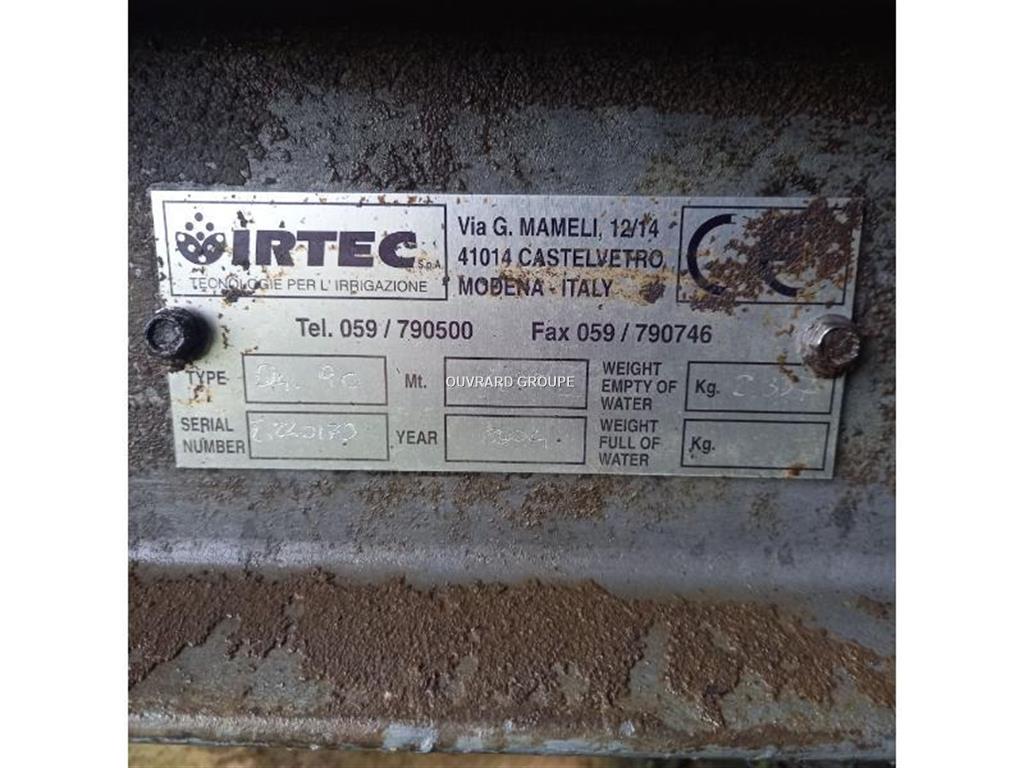 IRTEC S.p.A.
TECNOLOGIE PER L' IRRIGAZIONE
Via G. MAMELI, 12/14
41014 CASTELVETRO
MODENA - ITALY
CE
Tel. 059 / 790500 Fax 059 / 790746
TYPE 90 Mt.
WEIGHT EMPTY OF WATER Kg.
SERIAL NUMBER YEAR
WEIGHT FULL OF WATER Kg.
OUVRARD GROUPE